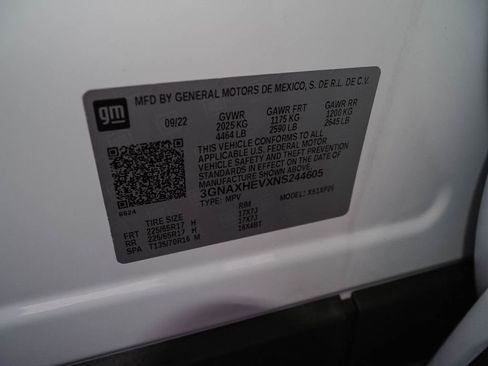 gm
MFD BY GENERAL MOTORS DE MEXICO, S. DE R.L. DE C.V.
09/22 GVWR GAWR FRT GAWR RR
2025 KG 1175 KG 1200 KG
4464 LB 2590 LB 2645 LB
THIS VEHICLE CONFORMS TO ALL
APPLICABLE U.S. FEDERAL MOTOR
VEHICLE SAFETY AND THEFT PREVENTION
STANDARDS IN EFFECT ON THE DATE OF
MANUFACTURE SHOWN ABOVE.
3GNAXHEVXNS244605
TYPE: MPV MODEL:
6624
TIRE SIZE RIM
FRT 225/65R17 H 17X7J
RR 225/65R17 H 17X7J
SPA T135/70R16 M 16X4BT